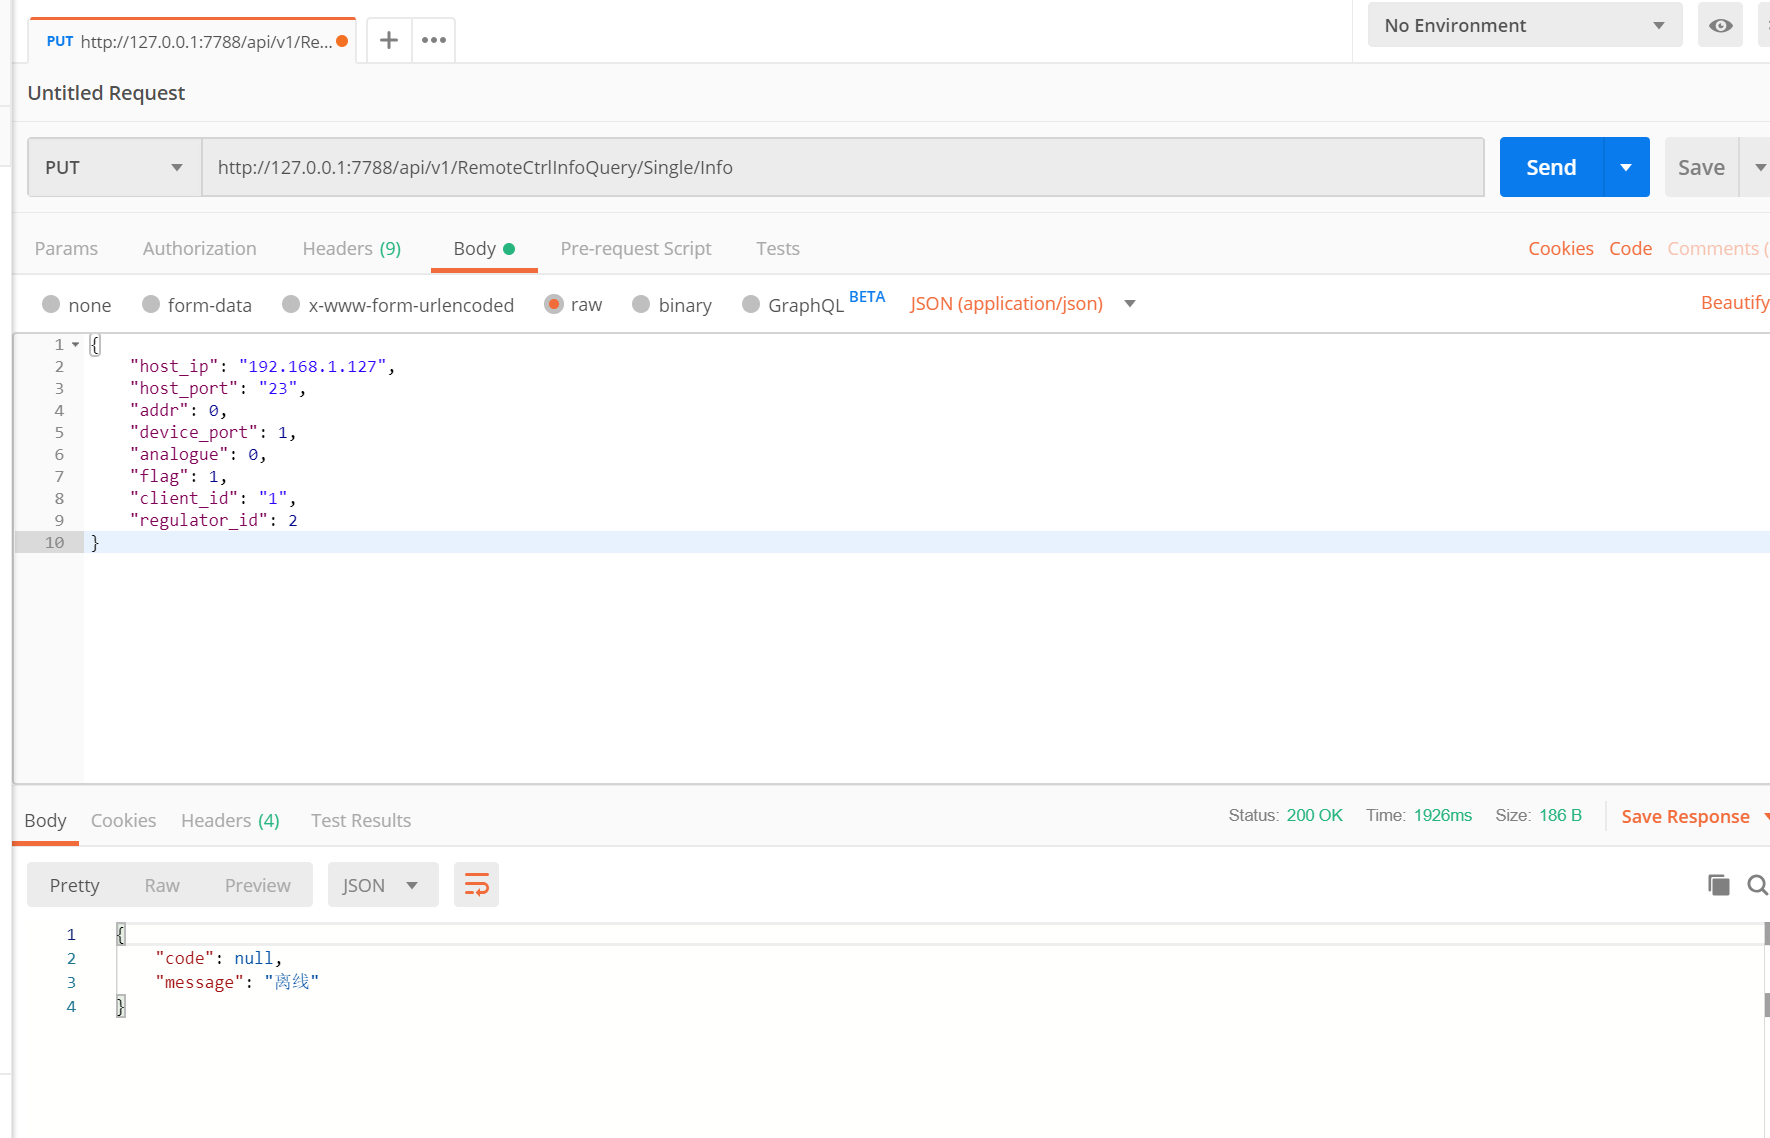 PUT http://127.0.0.1:7788/api/v1/Re...
No Environment
Untitled Request
PUT http://127.0.0.1:7788/api/v1/RemoteCtrlInfoQuery/Single/Info Send Save
Params Authorization Headers (9) Body Pre-request Script Tests Cookies Code Comments (
none form-data x-www-form-urlencoded raw binary GraphQL BETA JSON (application/json) Beautify
1 {
2 "host_ip": "192.168.1.127",
3 "host_port": "23",
4 "addr": 0,
5 "device_port": 1,
6 "analogue": 0,
7 "flag": 1,
8 "client_id": "1",
9 "regulator_id": 2
10 }
Body Cookies Headers (4) Test Results Status: 200 OK Time: 1926ms Size: 186 B Save Response
Pretty Raw Preview JSON
1 {
2 "code": null,
3 "message": "离线"
4 }